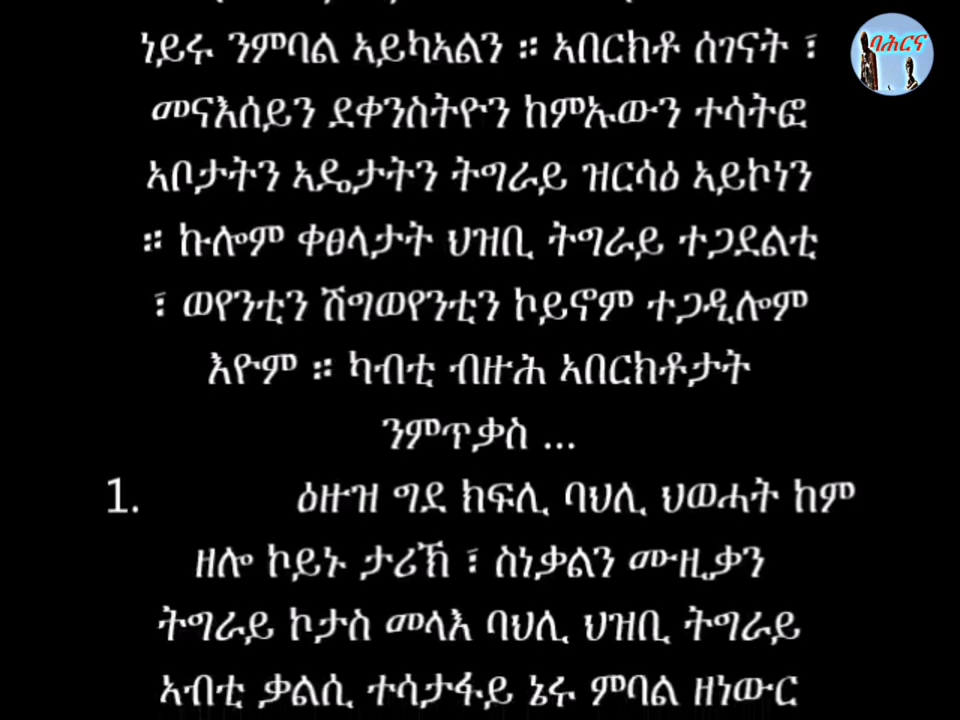 ነይሩ ንምባል ኣይካኣልን ። ኣበርክቶ ሰገናት ፣
መናእሰይን ደቀንስትዮን ከምኡውን ተሳትፎ
ኣቦታትን ኣዴታትን ትግራይ ዝርሳዕ ኣይኮነን
። ኩሎም ቀፀላታት ህዝቢ ትግራይ ተጋደልቲ
፣ ወየንቲን ሽግወየንቲን ኮይኖም ተጋዲሎም
እዮም ። ካብቲ ብዙሕ ኣበርክቶታት
ንምጥቃስ ...
1. ዕዙዝ ግደ ክፍሊ ባህሊ ህወሓት ከም
ዘሎ ኮይኑ ታሪኽ ፣ ስነቃልን ሙዚቃን
ትግራይ ኮታስ መላእ ባህሊ ህዝቢ ትግራይ
ኣብቲ ቃልሲ ተሳታፋይ ኔሩ ምባል ዘነውር
ባሕርና